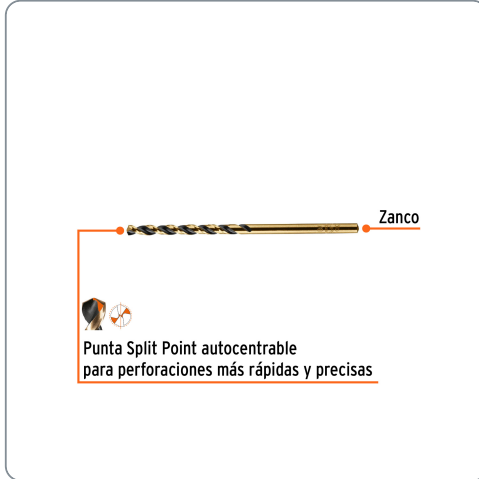 Zanco
Punta Split Point autocentrable
para perforaciones más rápidas y precisas